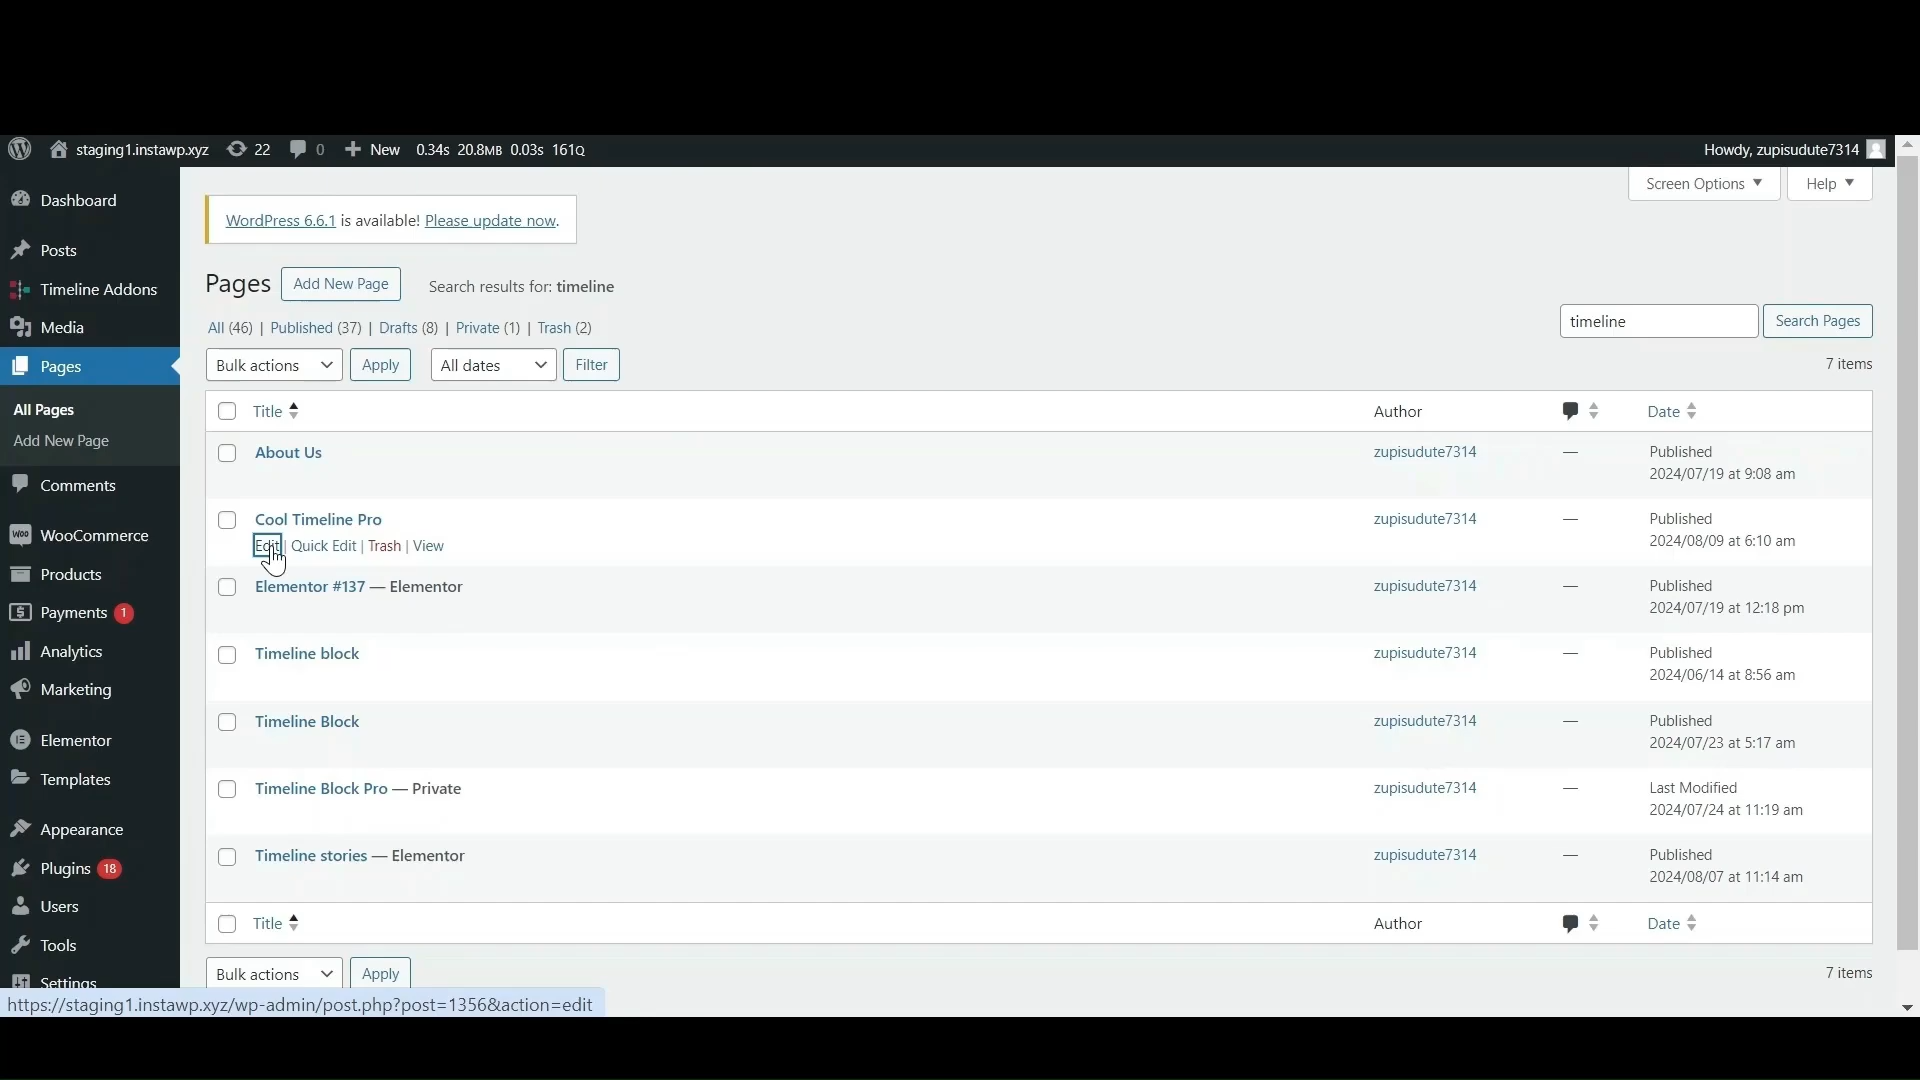 staging1.instawp.xyz 22 0 New 0.34s 20.8MB 0.03s 161Q Howdy, zupisudute7314
Screen Options Help
Dashboard
Posts
Timeline Addons
Media
Pages
All Pages
Add New Page
Comments
WooCommerce
Products
Payments 1
Analytics
Marketing
Elementor
Templates
Appearance
Plugins 18
Users
Tools
Settings
WordPress 6.6.1 is available! Please update now.
Pages Add New Page Search results for: timeline
All (46) | Published (37) | Drafts (8) | Private (1) | Trash (2)
timeline Search Pages
Bulk actions Apply All dates Filter 7 items
Title Author Date
About Us zupisudute7314 — Published
2024/07/19 at 9:08 am
Cool Timeline Pro zupisudute7314 — Published
Edit | Quick Edit | Trash | View 2024/08/09 at 6:10 am
Elementor #137 — Elementor zupisudute7314 — Published
2024/07/19 at 12:18 pm
Timeline block zupisudute7314 — Published
2024/06/14 at 8:56 am
Timeline Block zupisudute7314 — Published
2024/07/23 at 5:17 am
Timeline Block Pro — Private zupisudute7314 — Last Modified
2024/07/24 at 11:19 am
Timeline stories — Elementor zupisudute7314 — Published
2024/08/07 at 11:14 am
Title Author Date
Bulk actions Apply 7 items
https://staging1.instawp.xyz/wp-admin/post.php?post=1356&action=edit